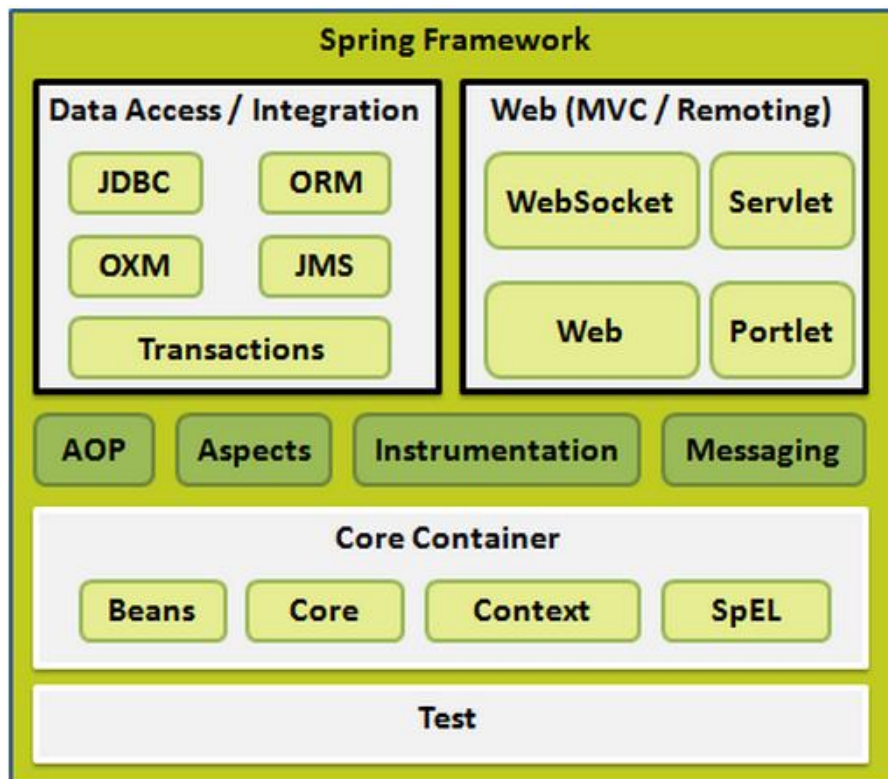 Spring Framework
Data Access / Integration
JDBC
ORM
OXM
JMS
Transactions
Web (MVC / Remoting)
WebSocket
Servlet
Web
Portlet
AOP
Aspects
Instrumentation
Messaging
Core Container
Beans
Core
Context
SpEL
Test